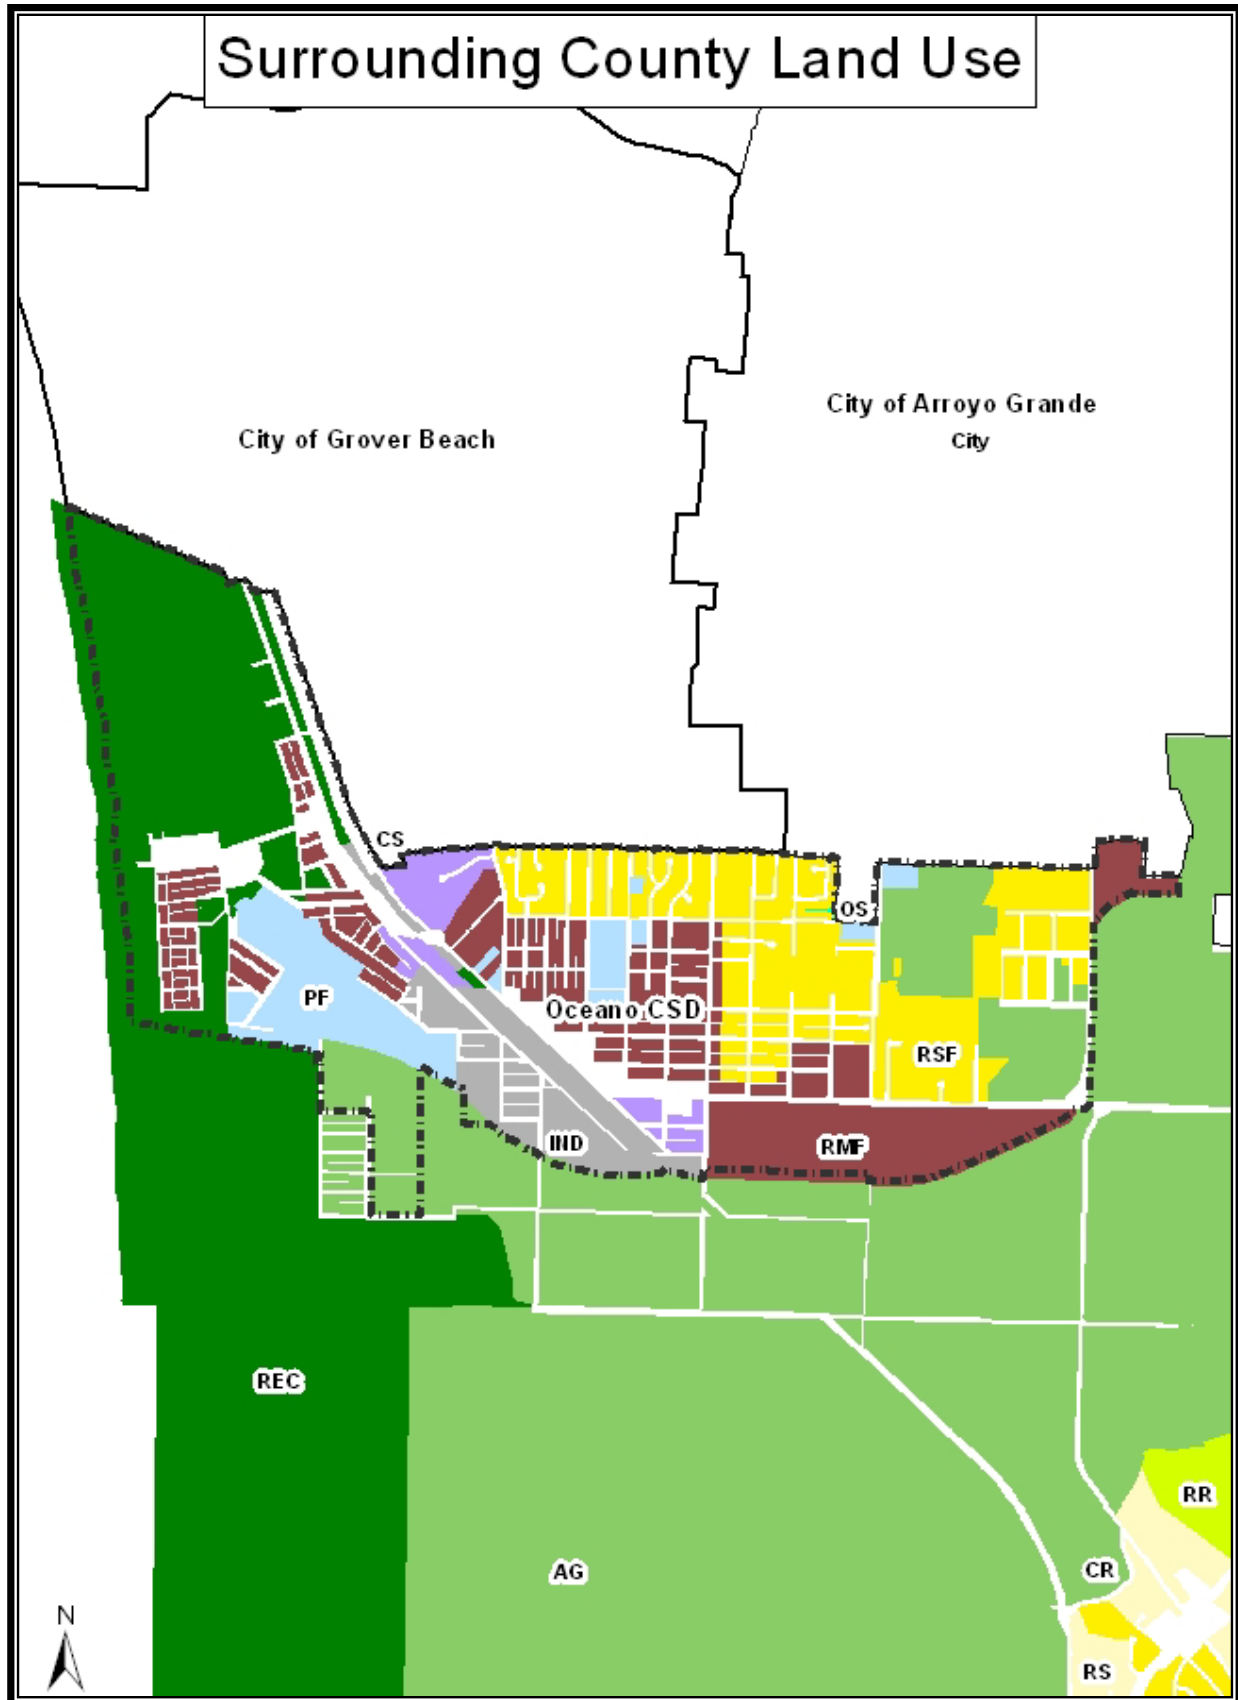 Surrounding County Land Use
City of Arroyo Grande
City
City of Grover Beach
CS
OS
PF
Oceano CSD
RSF
IND
RMF
REC
RR
AG
CR
N
RS